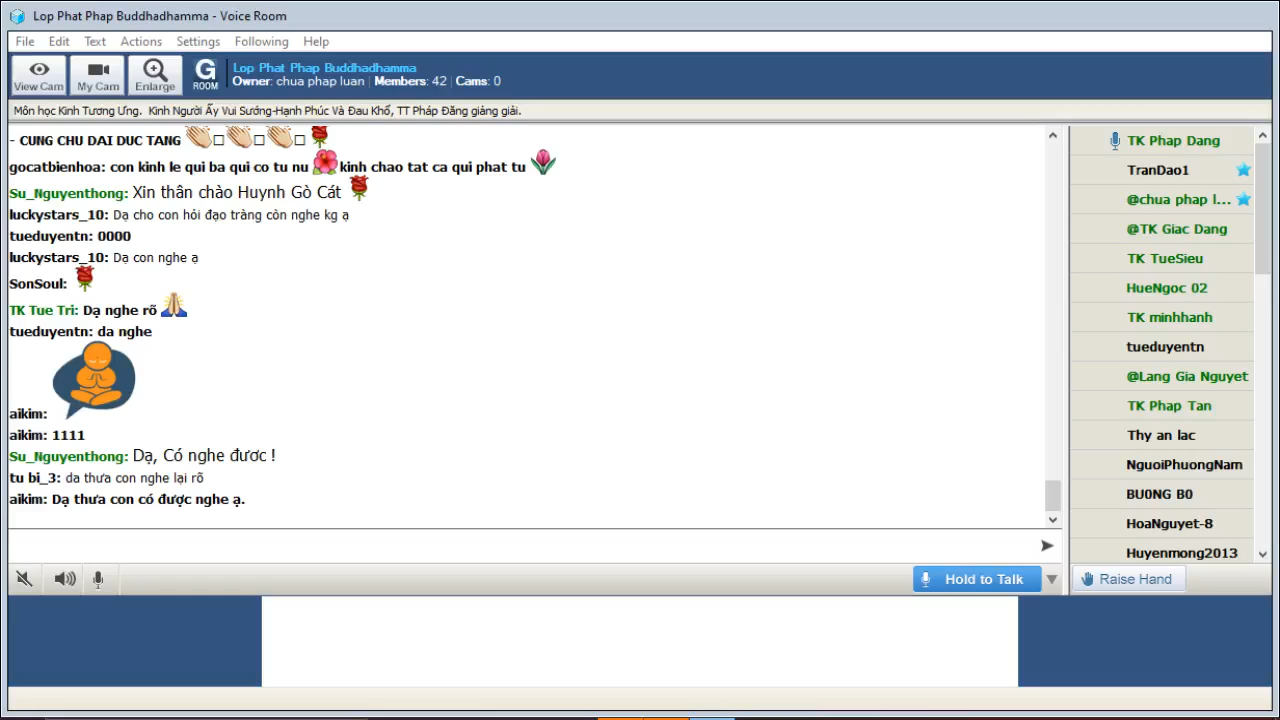 Lop Phat Phap Buddhadhamma - Voice Room
File Edit Text Actions Settings Following Help
View Cam My Cam Enlarge G ROOM
Lop Phat Phap Buddhadhamma
Owner: chua phap luan | Members: 42 | Cams: 0
Môn học Kinh Tương Ưng. Kinh Người Ấy Vui Sướng-Hạnh Phúc Và Đau Khổ, TT Pháp Đăng giảng giải.
- CUNG CHU DAI DUC TANG
gocatbienhoa: con kinh le qui ba qui co tu nu kinh chao tat ca qui phat tu
Su_Nguyenthong: Xin thân chào Huynh Gò Cát
luckystars_10: Dạ cho con hỏi đạo tràng còn nghe kg ạ
tueduyentn: 0000
luckystars_10: Dạ con nghe ạ
SonSoul:
TK Tue Tri: Dạ nghe rõ
tueduyentn: da nghe
aikim:
aikim: 1111
Su_Nguyenthong: Dạ, Có nghe đươc !
tu bi_3: da thưa con nghe lại rõ
aikim: Dạ thưa con có được nghe ạ.
Hold to Talk
TK Phap Dang
TranDao1
@chua phap l...
@TK Giac Dang
TK TueSieu
HueNgoc 02
TK minhhanh
tueduyentn
@Lang Gia Nguyet
TK Phap Tan
Thy an lac
NguoiPhuongNam
BU0NG B0
HoaNguyet-8
Huyenmong2013
Raise Hand